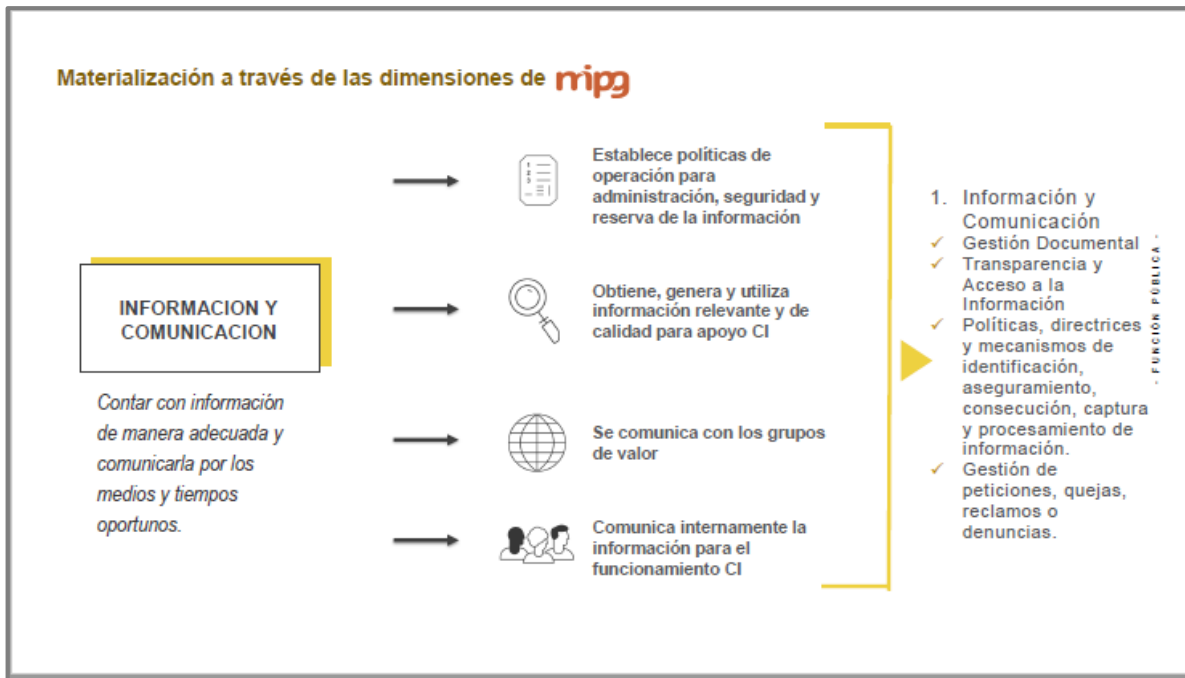 Materialización a través de las dimensiones de mipg
INFORMACION Y
COMUNICACION
Contar con información
de manera adecuada y
comunicarla por los
medios y tiempos
oportunos.
Establece políticas de
operación para
administración, seguridad y
reserva de la información
Obtiene, genera y utiliza
información relevante y de
calidad para apoyo CI
Se comunica con los grupos
de valor
Comunica internamente la
información para el
funcionamiento CI
1. Información y
Comunicación
✓ Gestión Documental
✓ Transparencia y
Acceso a la
Información
✓ Políticas, directrices
y mecanismos de
identificación,
aseguramiento,
consecución, captura
y procesamiento de
información.
✓ Gestión de
peticiones, quejas,
reclamos o
denuncias.
· FUNCIÓN PÚBLICA ·